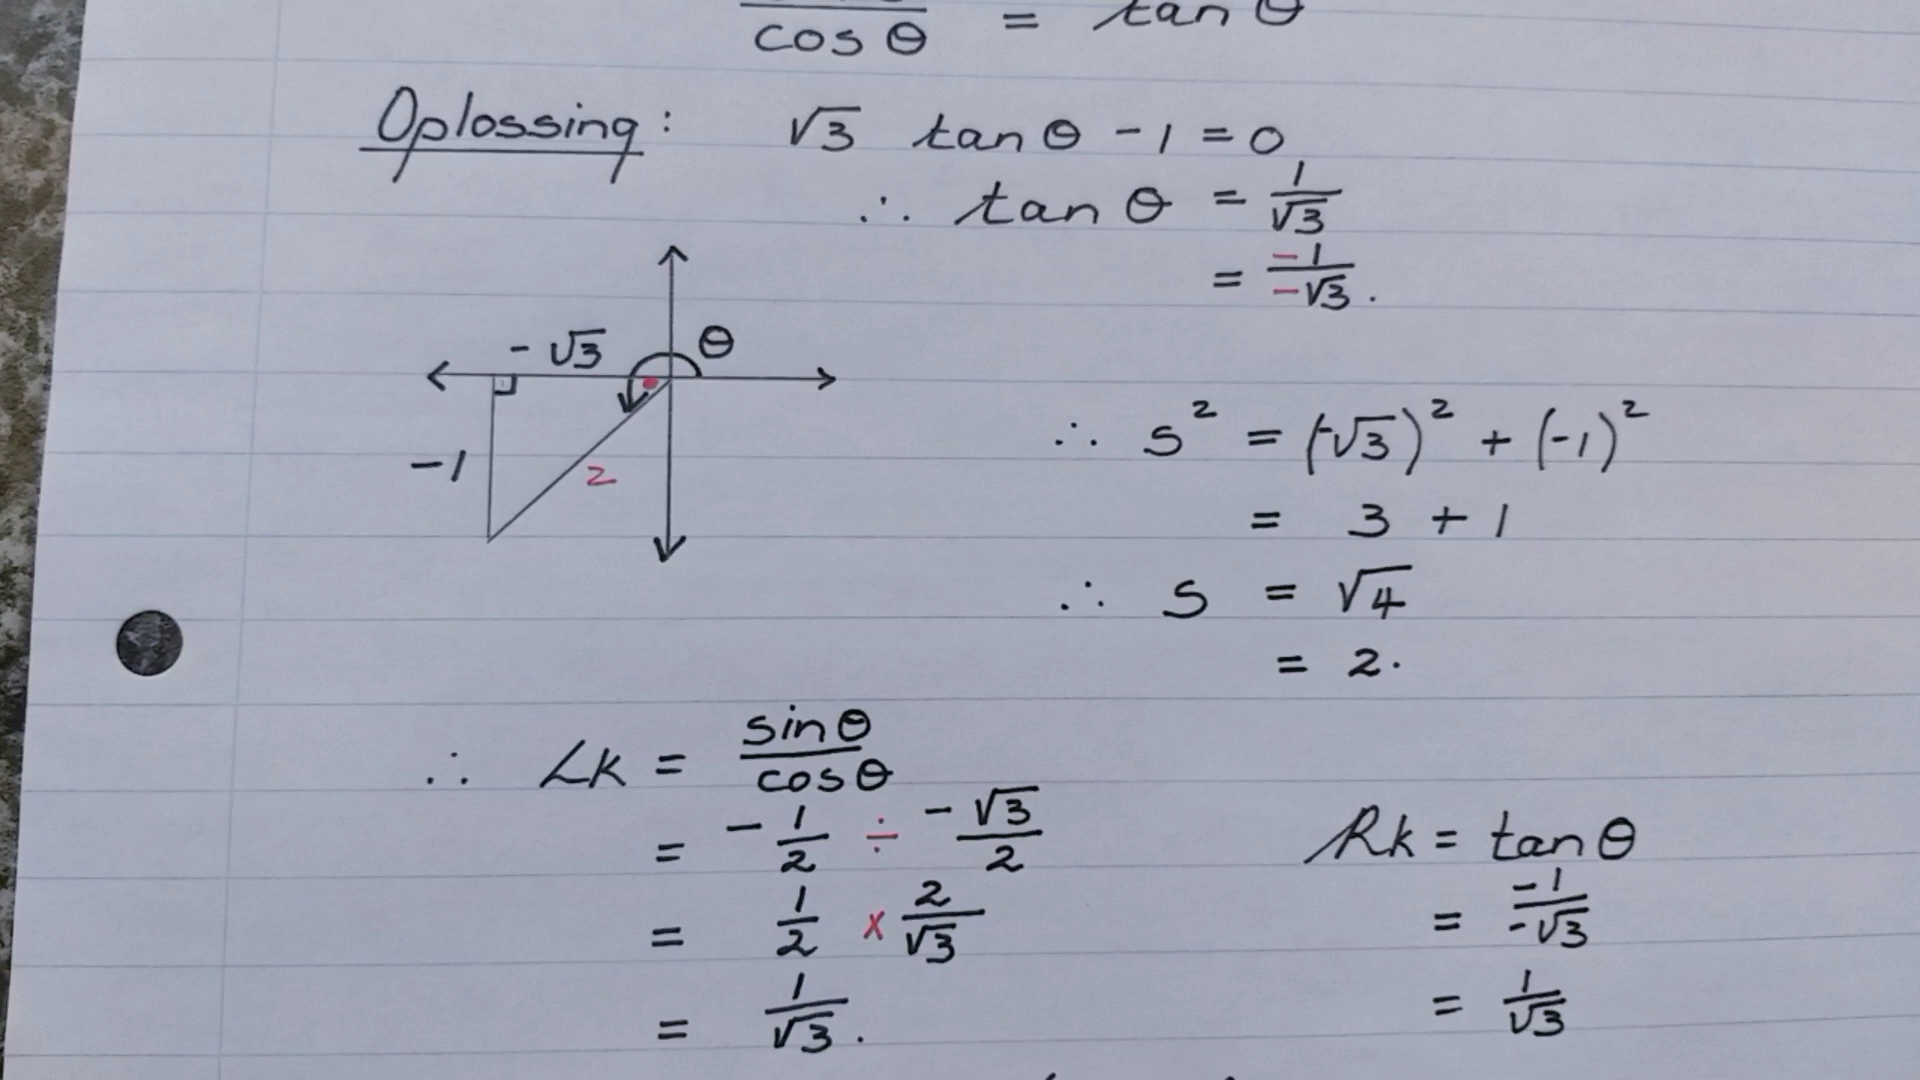 cos θ = tan θ
Oplossing: √3 tan θ - 1 = 0
∴ tan θ = 1/√3
= -1/-√3.
-√3 θ
-1
2
∴ s² = (-√3)² + (-1)²
= 3 + 1
∴ s = √4
= 2.
∴ LK = sin θ/cos θ
= -1/2 ÷ -√3/2
= 1/2 × 2/√3
= 1/√3.
RK = tan θ
= -1/-√3
= 1/√3